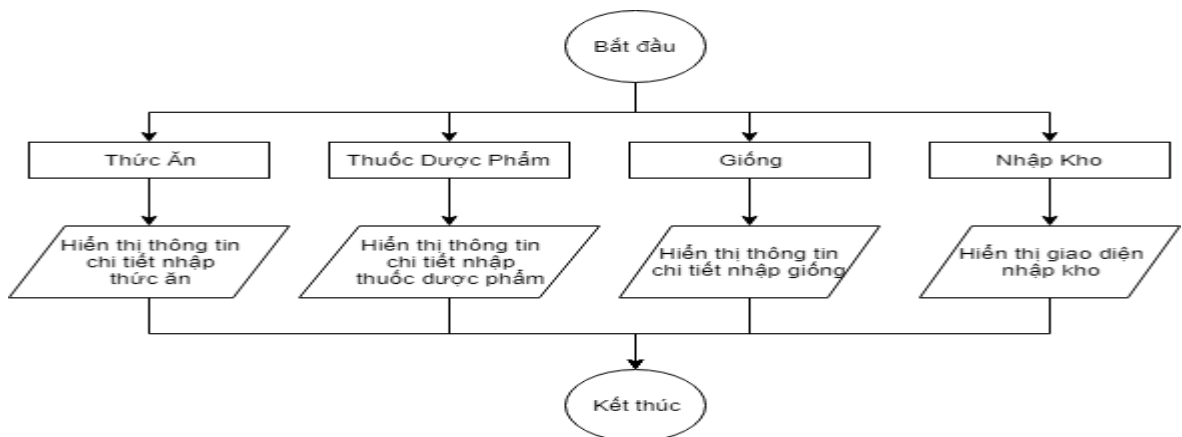 Bắt đầu
Thức Ăn
Thuốc Dược Phẩm
Giống
Nhập Kho
Hiển thị thông tin
chi tiết nhập
thức ăn
Hiển thị thông tin
chi tiết nhập
thuốc dược phẩm
Hiển thị thông tin
chi tiết nhập giống
Hiển thị giao diện
nhập kho
Kết thúc